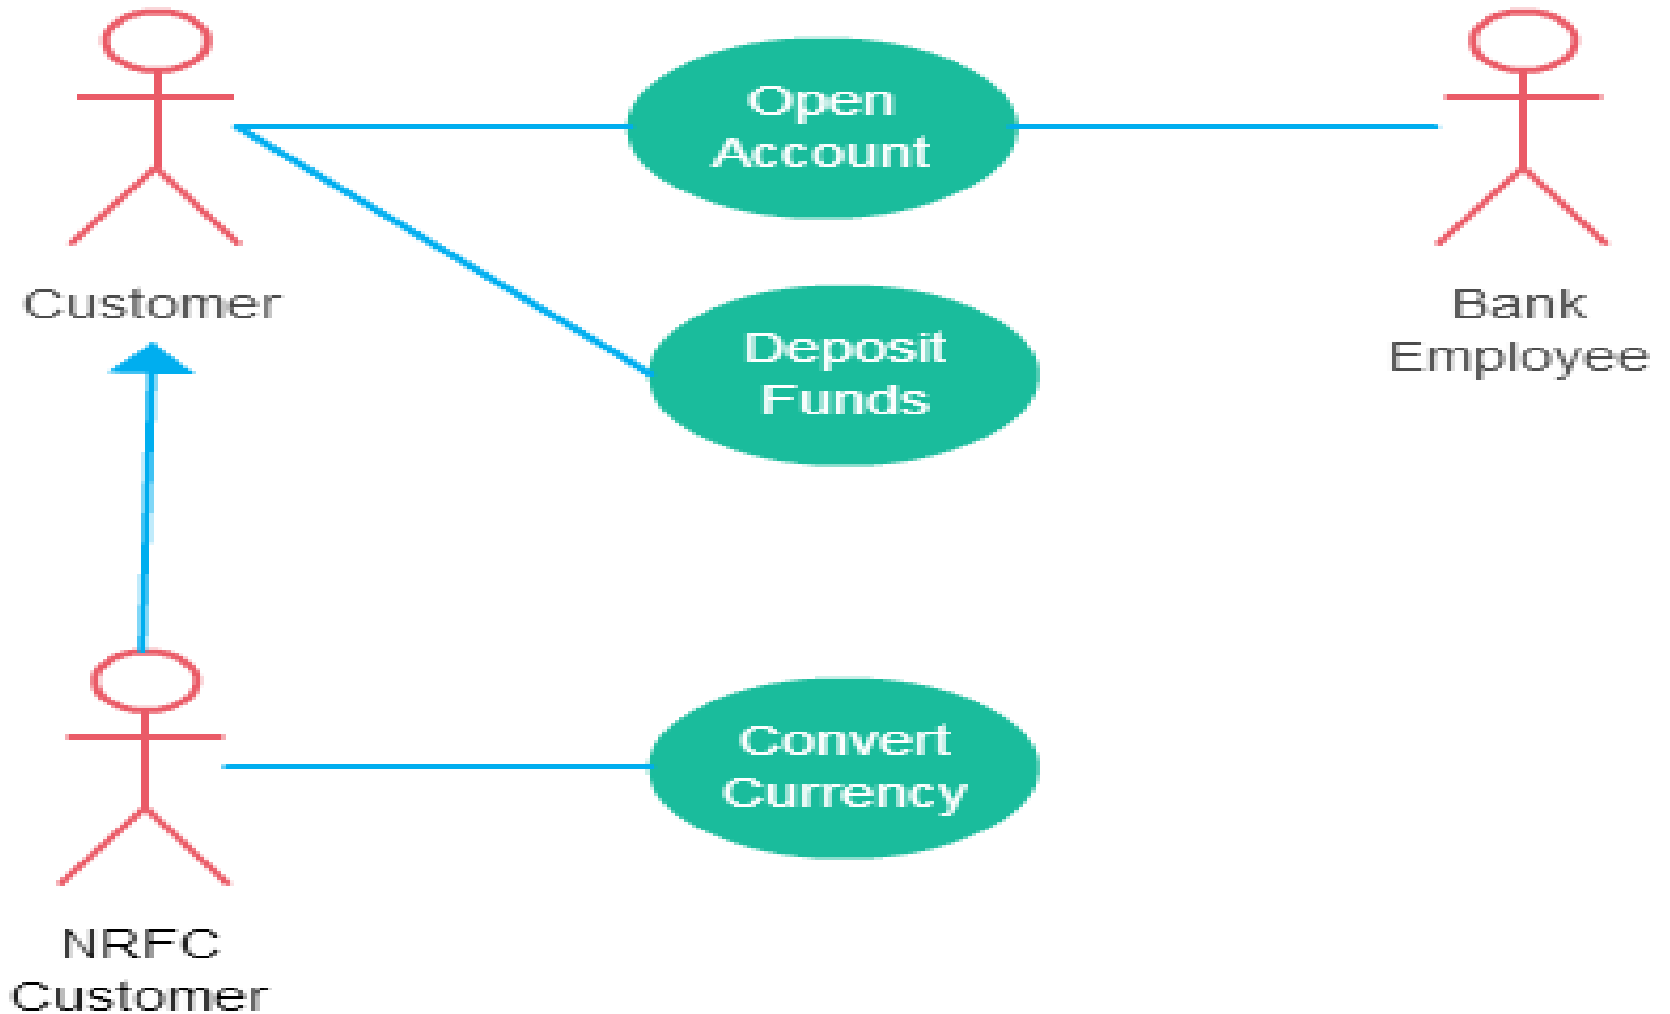 Open
Account
Customer
Bank
Employee
Deposit
Funds
Convert
Currency
NRFC
Customer